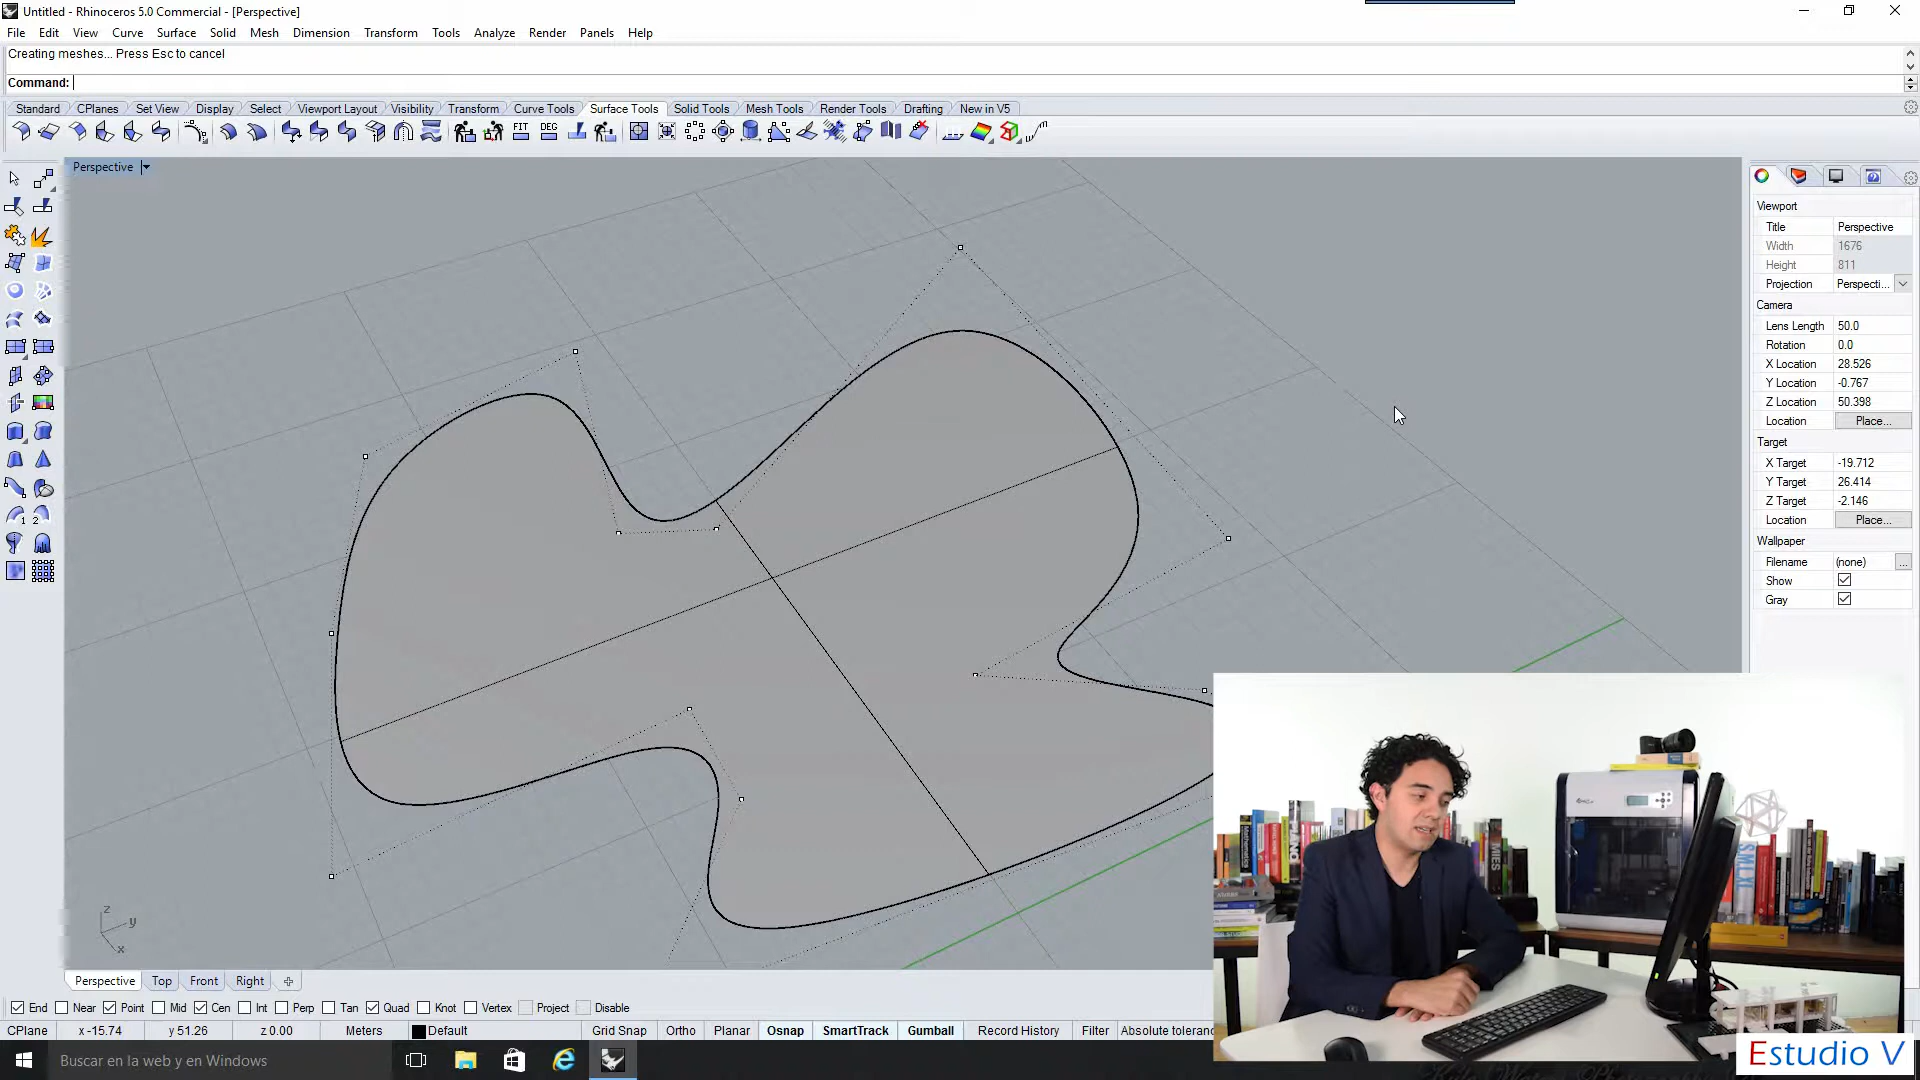 Untitled - Rhinoceros 5.0 Commercial - [Perspective]
File Edit View Curve Surface Solid Mesh Dimension Transform Tools Analyze Render Panels Help
Creating meshes... Press Esc to cancel
Command:
Standard CPlanes Set View Display Select Viewport Layout Visibility Transform Curve Tools Surface Tools Solid Tools Mesh Tools Render Tools Drafting New in V5
FIT DEG
Perspective
Viewport
Title Perspective
Width 1676
Height 811
Projection Perspecti...
Camera
Lens Length 50.0
Rotation 0.0
X Location 28.526
Y Location -0.767
Z Location 50.398
Location Place...
Target
X Target -19.712
Y Target 26.414
Z Target -2.146
Location Place...
Wallpaper
Filename (none) ...
Show
Gray
z
y
x
Perspective Top Front Right
End Near Point Mid Cen Int Perp Tan Quad Knot Vertex Project Disable
CPlane x -15.74 y 51.26 z 0.00 Meters Default Grid Snap Ortho Planar Osnap SmartTrack Gumball Record History Filter Absolute toleranc
Buscar en la web y en Windows
MIES
S,M,L,XL
Estudio V